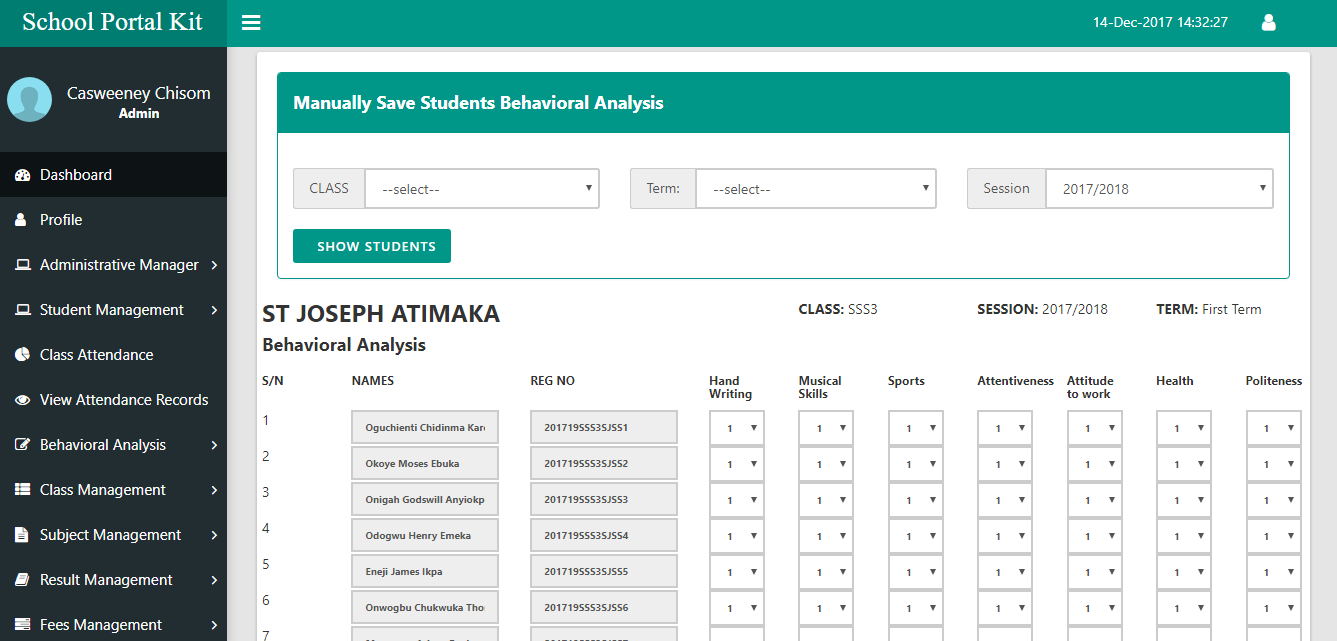 School Portal Kit
14-Dec-2017 14:32:27
Casweeney Chisom
Admin
Dashboard
Profile
Administrative Manager
Student Management
Class Attendance
View Attendance Records
Behavioral Analysis
Class Management
Subject Management
Result Management
Fees Management
Manually Save Students Behavioral Analysis
CLASS --select-- Term: --select-- Session 2017/2018
SHOW STUDENTS
ST JOSEPH ATIMAKA CLASS: SSS3 SESSION: 2017/2018 TERM: First Term
Behavioral Analysis
S/N NAMES REG NO Hand Writing Musical Skills Sports Attentiveness Attitude to work Health Politeness
1 Oguchienti Chidinma 201719SSS3SJSS1 1 1 1 1 1 1 1
2 Okoye Moses Ebuka 201719SSS3SJSS2 1 1 1 1 1 1 1
3 Onigah Godswill Anyiokp 201719SSS3SJSS3 1 1 1 1 1 1 1
4 Odogwu Henry Emeka 201719SSS3SJSS4 1 1 1 1 1 1 1
5 Eneji James Ikpa 201719SSS3SJSS5 1 1 1 1 1 1 1
6 Onwogbu Chukwuka 201719SSS3SJSS6 1 1 1 1 1 1 1
7